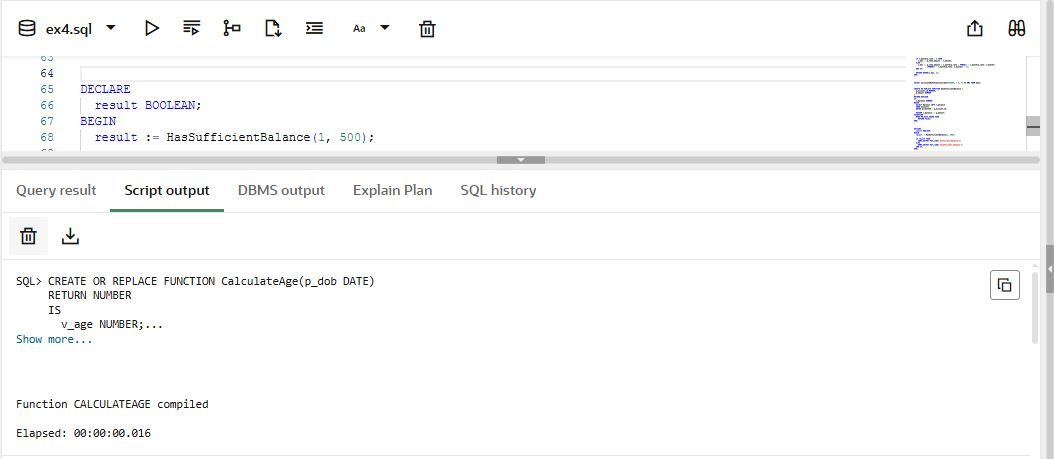 ex4.sql
Aa
63
64
65 DECLARE
66 result BOOLEAN;
67 BEGIN
68 result := HasSufficientBalance(1, 500);
Query result Script output DBMS output Explain Plan SQL history
SQL> CREATE OR REPLACE FUNCTION CalculateAge(p_dob DATE)
RETURN NUMBER
IS
v_age NUMBER;...
Show more...
Function CALCULATEAGE compiled
Elapsed: 00:00:00.016